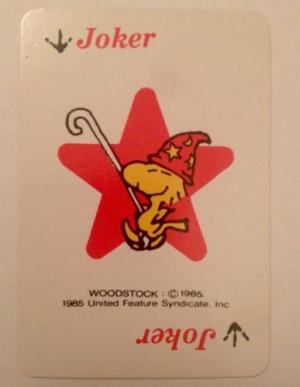 Joker
WOODSTOCK : © 1965,
1985 United Feature Syndicate, Inc
Joker